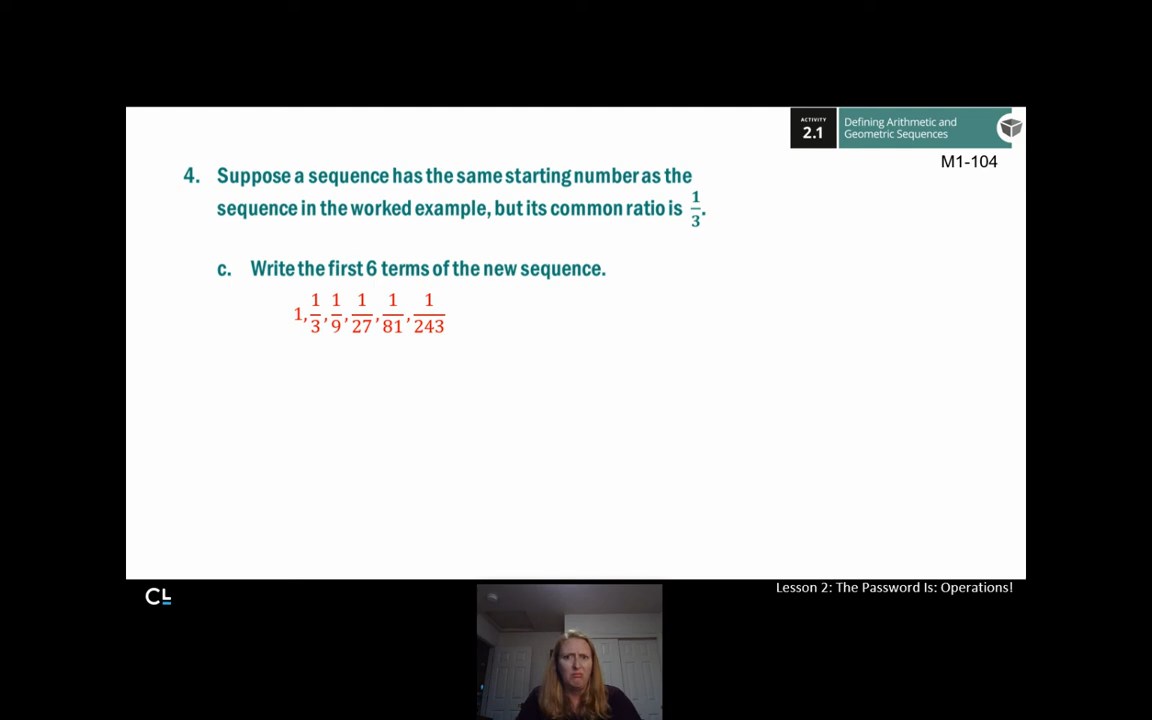 ACTIVITY
2.1
Defining Arithmetic and
Geometric Sequences
M1-104
4. Suppose a sequence has the same starting number as the
sequence in the worked example, but its common ratio is 1/3.
c. Write the first 6 terms of the new sequence.
1, 1/3, 1/9, 1/27, 1/81, 1/243
Lesson 2: The Password Is: Operations!
CL